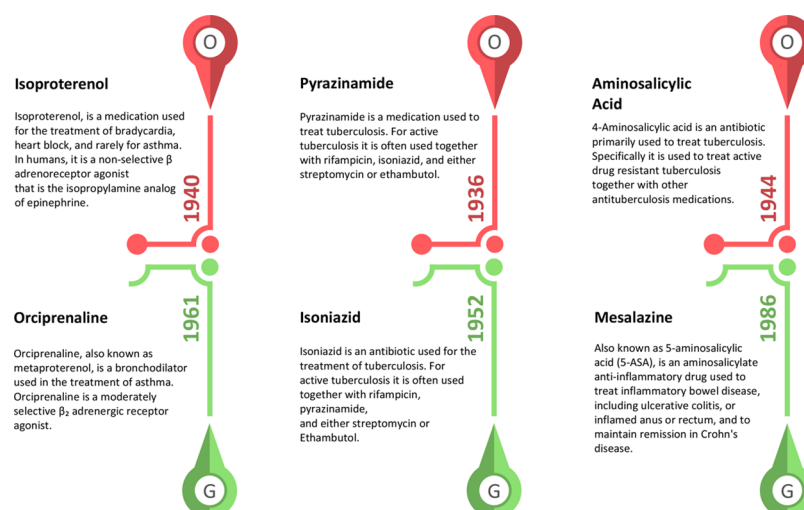 O
Isoproterenol
Isoproterenol, is a medication used
for the treatment of bradycardia,
heart block, and rarely for asthma.
In humans, it is a non-selective β
adrenoreceptor agonist
that is the isopropylamine analog
of epinephrine.
1940
1961
Orciprenaline
Orciprenaline, also known as
metaproterenol, is a bronchodilator
used in the treatment of asthma.
Orciprenaline is a moderately
selective β₂ adrenergic receptor
agonist.
G
O
Pyrazinamide
Pyrazinamide is a medication used to
treat tuberculosis. For active
tuberculosis it is often used together
with rifampicin, isoniazid, and either
streptomycin or ethambutol.
1936
1952
Isoniazid
Isoniazid is an antibiotic used for the
treatment of tuberculosis. For
active tuberculosis it is often used
together with rifampicin,
pyrazinamide,
and either streptomycin or
Ethambutol.
G
O
Aminosalicylic
Acid
4-Aminosalicylic acid is an antibiotic
primarily used to treat tuberculosis.
Specifically it is used to treat active
drug resistant tuberculosis
together with other
antituberculosis medications.
1944
1986
Mesalazine
Also known as 5-aminosalicylic
acid (5-ASA), is an aminosalicylate
anti-inflammatory drug used to
treat inflammatory bowel disease,
including ulcerative colitis, or
inflamed anus or rectum, and to
maintain remission in Crohn's
disease.
G